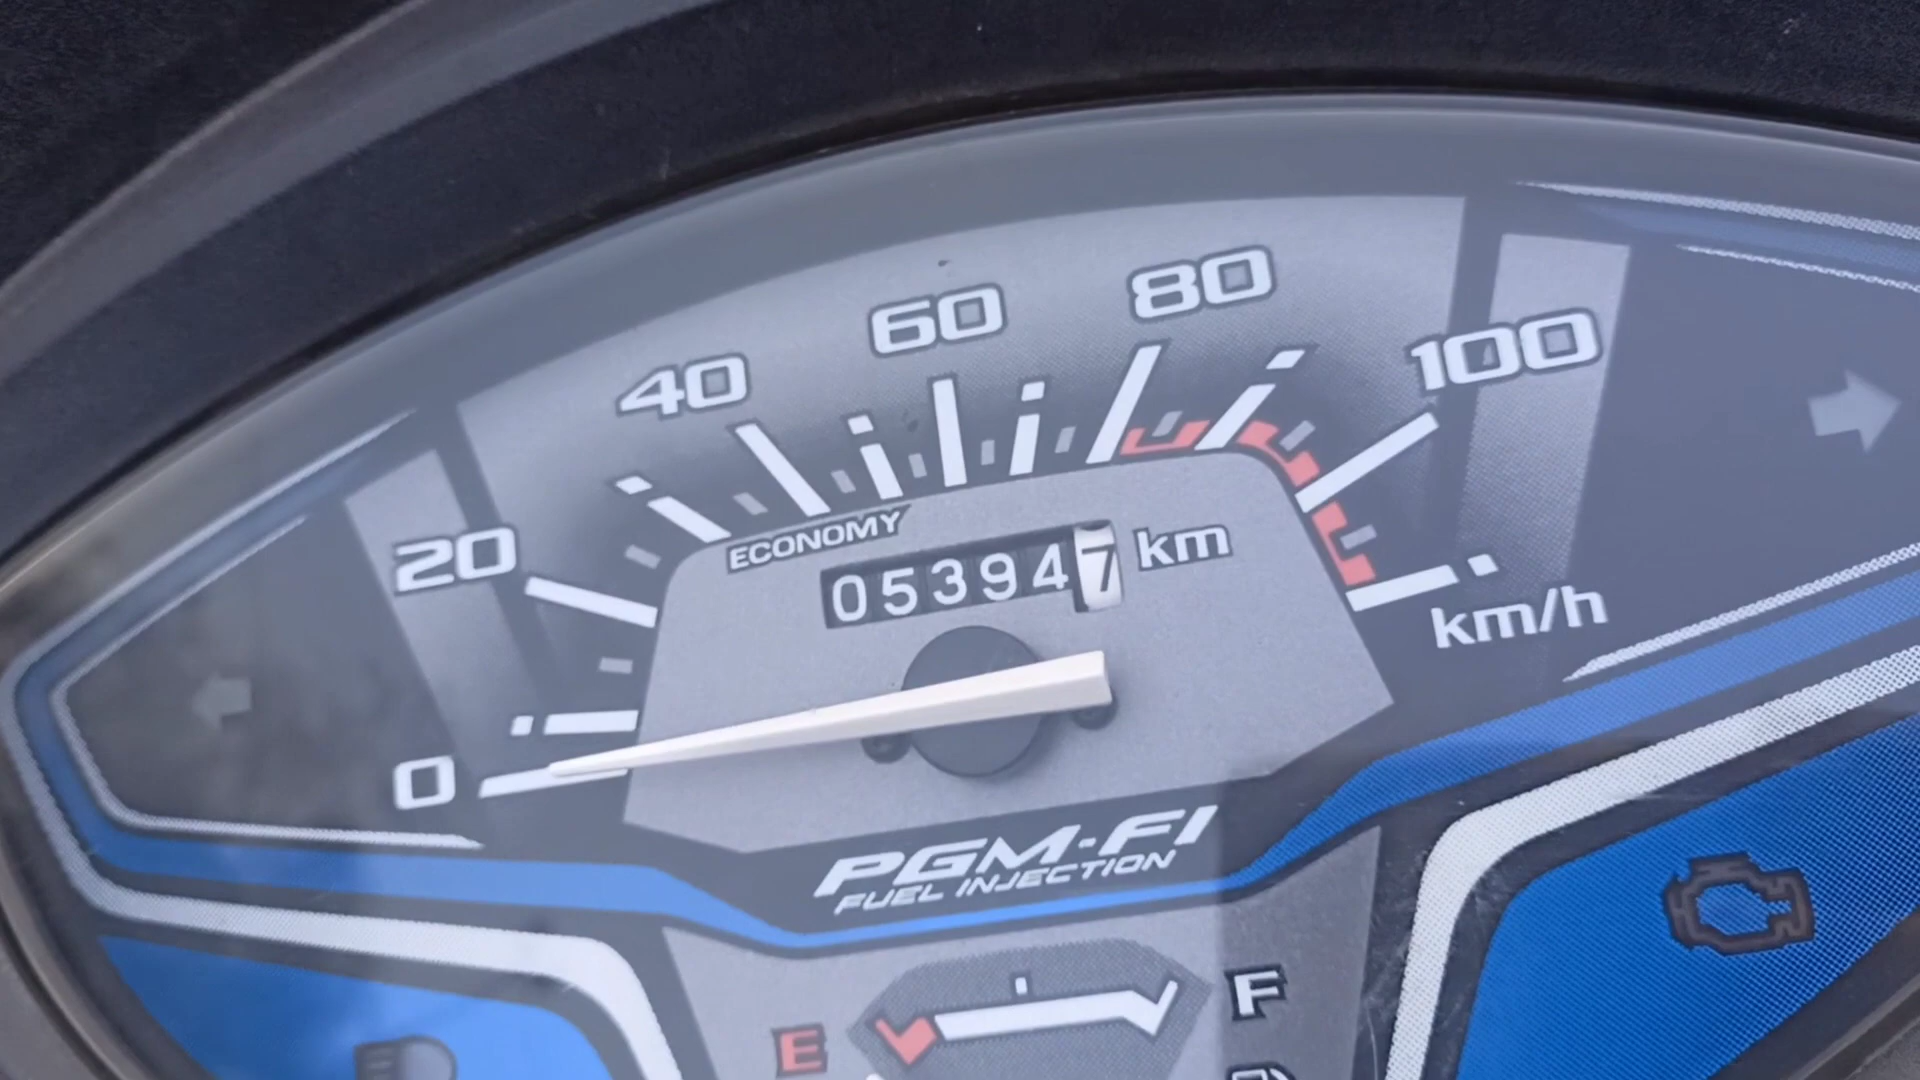 60 80
40 100
20
ECONOMY
053947 km
km/h
0
PGM-FI
FUEL INJECTION
E F